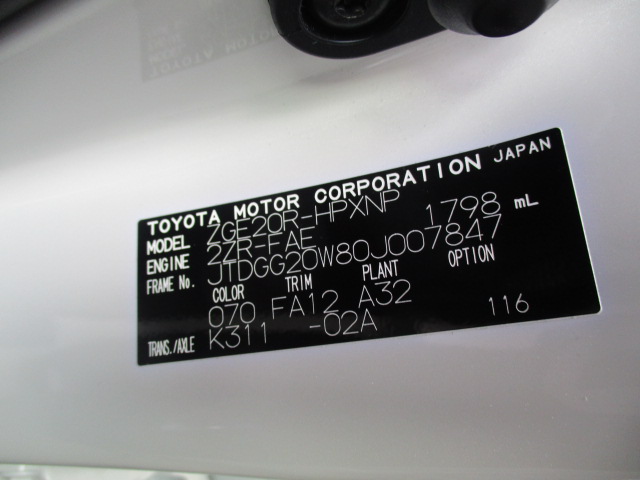 TOYOTA MOTOR CORPORATION JAPAN
MODEL ZGE20R-HPXNP
ENGINE 2ZR-FAE 1798 mL
FRAME No. JTDGG20W80J007847
COLOR TRIM PLANT OPTION
070 FA12 A32
TRANS./AXLE K311 -02A 116